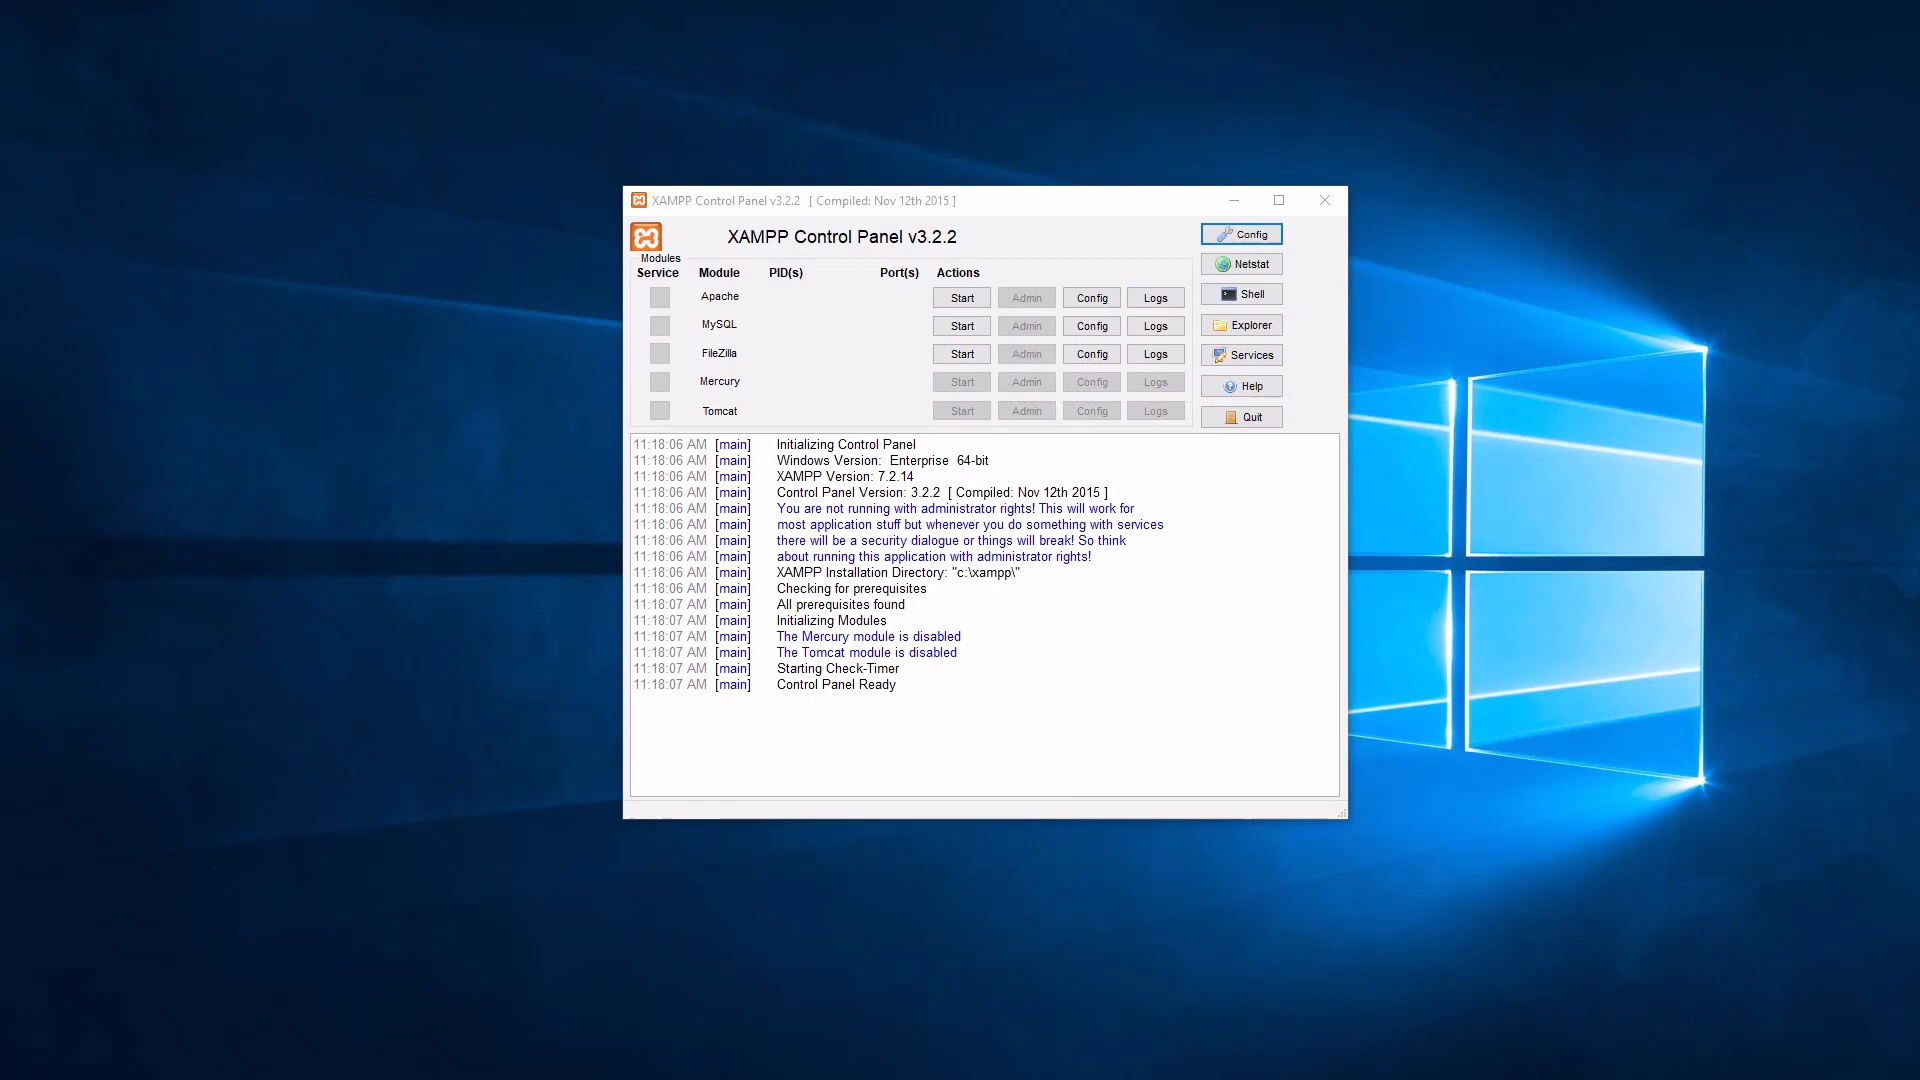 XAMPP Control Panel v3.2.2 [ Compiled: Nov 12th 2015 ]
XAMPP Control Panel v3.2.2
Config
Modules
Service Module PID(s) Port(s) Actions
Netstat
Apache Start Admin Config Logs
Shell
MySQL Start Admin Config Logs
Explorer
FileZilla Start Admin Config Logs
Services
Mercury Start Admin Config Logs
Help
Tomcat Start Admin Config Logs
Quit
11:18:06 AM [main] Initializing Control Panel
11:18:06 AM [main] Windows Version: Enterprise 64-bit
11:18:06 AM [main] XAMPP Version: 7.2.14
11:18:06 AM [main] Control Panel Version: 3.2.2 [ Compiled: Nov 12th 2015 ]
11:18:06 AM [main] You are not running with administrator rights! This will work for
11:18:06 AM [main] most application stuff but whenever you do something with services
11:18:06 AM [main] there will be a security dialogue or things will break! So think
11:18:06 AM [main] about running this application with administrator rights!
11:18:06 AM [main] XAMPP Installation Directory: "c:\xampp\"
11:18:06 AM [main] Checking for prerequisites
11:18:07 AM [main] All prerequisites found
11:18:07 AM [main] Initializing Modules
11:18:07 AM [main] The Mercury module is disabled
11:18:07 AM [main] The Tomcat module is disabled
11:18:07 AM [main] Starting Check-Timer
11:18:07 AM [main] Control Panel Ready